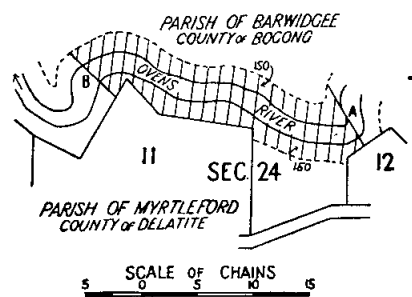 PARISH OF BARWIDGEE
COUNTY OF BOGONG
150
B
OVENS
RIVER
A
11
SEC. 24
150
12
PARISH OF MYRTLEFORD
COUNTY OF DELATITE
SCALE OF CHAINS
5 0 5 10 15